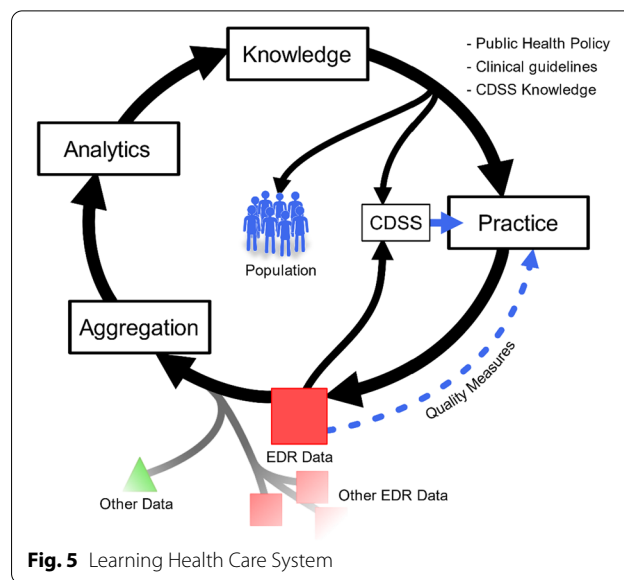 Knowledge
- Public Health Policy
- Clinical guidelines
- CDSS Knowledge
Analytics
CDSS
Practice
Population
Aggregation
Quality Measures
EDR Data
Other Data
Other EDR Data
Fig. 5 Learning Health Care System